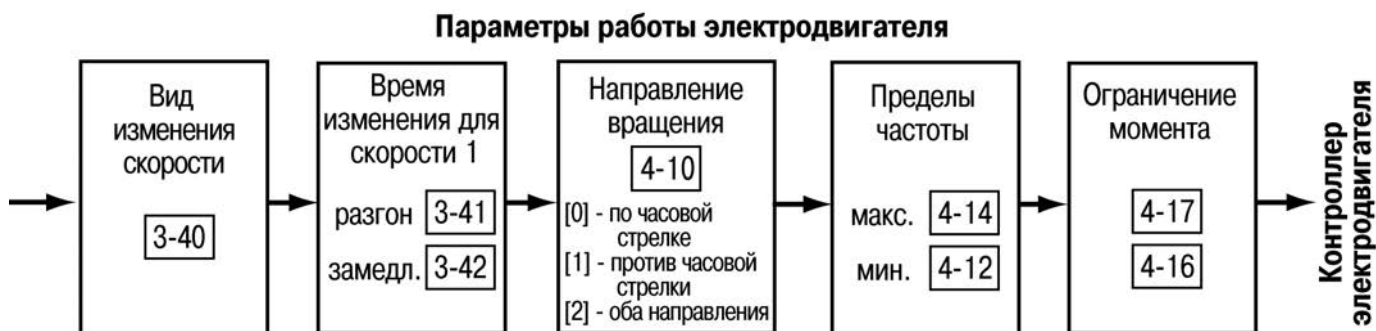 Параметры работы электродвигателя
Вид
изменения
скорости
3-40
Время
изменения для
скорости 1
разгон 3-41
замедл. 3-42
Направление
вращения
4-10
[0] - по часовой
стрелке
[1] - против часовой
стрелки
[2] - оба направления
Пределы
частоты
макс. 4-14
мин. 4-12
Ограничение
момента
4-17
4-16
Контроллер
электродвигателя